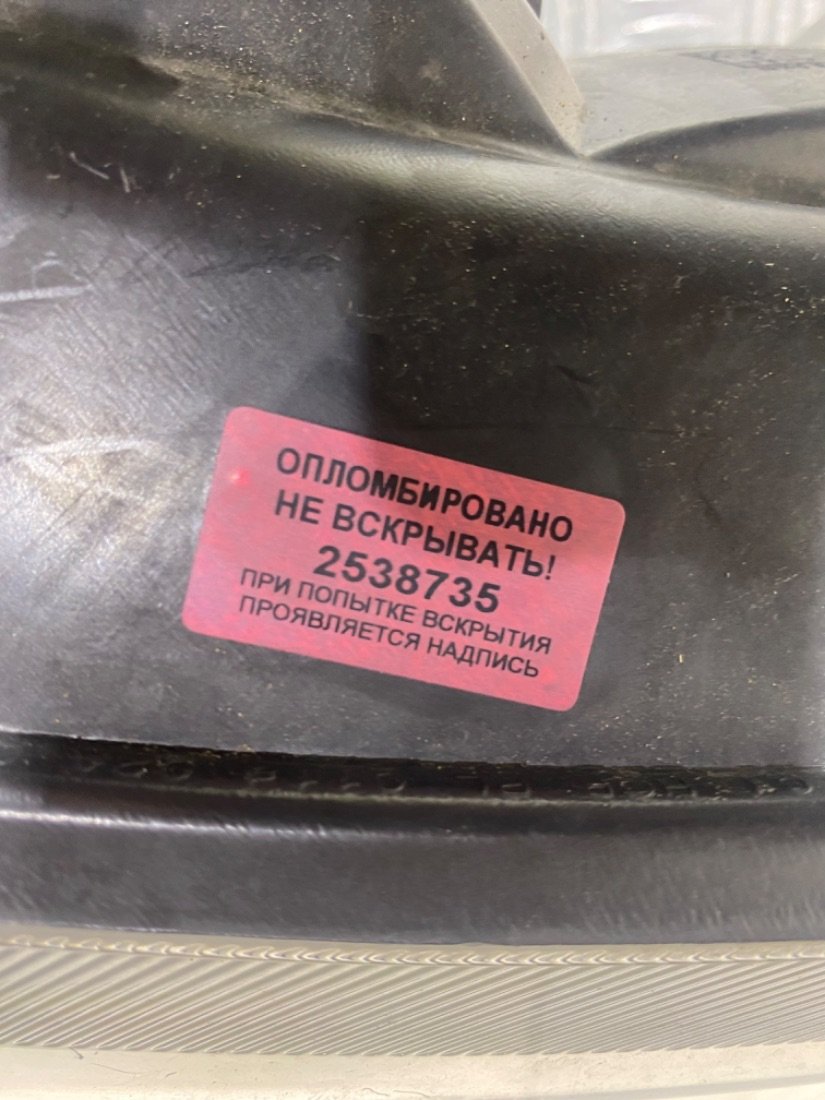 ОПЛОМБИРОВАНО
НЕ ВСКРЫВАТЬ!
2538735
ПРИ ПОПЫТКЕ ВСКРЫТИЯ
ПРОЯВЛЯЕТСЯ НАДПИСЬ